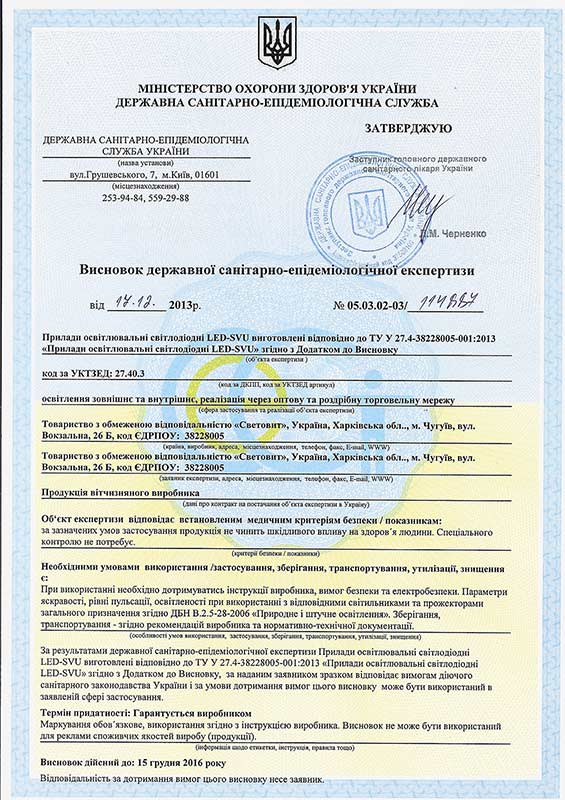 МІНІСТЕРСТВО ОХОРОНИ ЗДОРОВ'Я УКРАЇНИ
ДЕРЖАВНА САНІТАРНО-ЕПІДЕМІОЛОГІЧНА СЛУЖБА
ЗАТВЕРДЖУЮ
ДЕРЖАВНА САНІТАРНО-ЕПІДЕМІОЛОГІЧНА
СЛУЖБА УКРАЇНИ
(назва установи)
вул.Грушевського, 7, м.Київ, 01601
(місцезнаходження)
253-94-84, 559-29-88
Заступник головного державного
санітарного лікаря України
Л.М. Черненко
Висновок державної санітарно-епідеміологічної експертизи
від 17.12. 2013р. № 05.03.02-03/
Прилади освітлювальні світлодіодні LED-SVU виготовлені відповідно до ТУ У 27.4-38228005-001:2013
«Прилади освітлювальні світлодіодні LED-SVU» згідно з Додатком до Висновку
(об'єкта експертизи )
код за УКТЗЕД: 27.40.3
(код за ДКПП, код за УКТЗЕД артикул)
освітлення зовнішнє та внутрішнє, реалізація через оптову та роздрібну торговельну мережу
(сфера застосування та реалізації об'єкта експертизи)
Товариство з обмеженою відповідальністю «Световит», Україна, Харківська обл.., м. Чугуїв, вул.
Вокзальна, 26 Б, код ЄДРПОУ: 38228005
(країна, виробник, адреса, місцезнаходження, телефон, факс, E-mail, WWW)
Товариство з обмеженою відповідальністю «Световит», Україна, Харківська обл.., м. Чугуїв, вул.
Вокзальна, 26 Б, код ЄДРПОУ: 38228005
(заявник експертизи, адреса, місцезнаходження, телефон, факс, E-mail, WWW)
Продукція вітчизняного виробника
(дані про контракт на постачання об'єкта експертизи в Україну)
Об'єкт експертизи відповідає встановленим медичним критеріям безпеки / показникам:
за зазначених умов застосування продукція не чинить шкідливого впливу на здоров'я людини. Спеціального
контролю не потребує.
(критерії безпеки / показники)
Необхідними умовами використання /застосування, зберігання, транспортування, утилізації, знищення
є:
При використанні необхідно дотримуватись інструкції виробника, вимог безпеки та електробезпеки. Параметри
яскравості, рівні пульсації, освітленості при використанні з відповідними світильниками та прожекторами
загального призначення згідно ДБН В.2.5-28-2006 «Природне і штучне освітлення». Зберігання,
транспортування - згідно рекомендацій виробника та нормативно-технічної документації.
(особливості умов використання, застосування, зберігання, транспортування, утилізації, знищення)
За результатами державної санітарно-епідеміологічної експертизи Прилади освітлювальні світлодіодні
LED-SVU виготовлені відповідно до ТУ У 27.4-38228005-001:2013 «Прилади освітлювальні світлодіодні
LED-SVU» згідно з Додатком до Висновку, за наданим заявником зразком відповідає вимогам діючого
санітарного законодавства України і за умови дотримання вимог цього висновку може бути використаний в
заявленій сфері застосування.
Термін придатності: Гарантується виробником
Маркування обов'язкове, використання згідно з інструкцією виробника. Висновок не може бути використаний
для реклами споживчих якостей виробу (продукції).
(інформація щодо етикетки, інструкція, правила тощо)
Висновок дійсний до: 15 грудня 2016 року
Відповідальність за дотримання вимог цього висновку несе заявник.